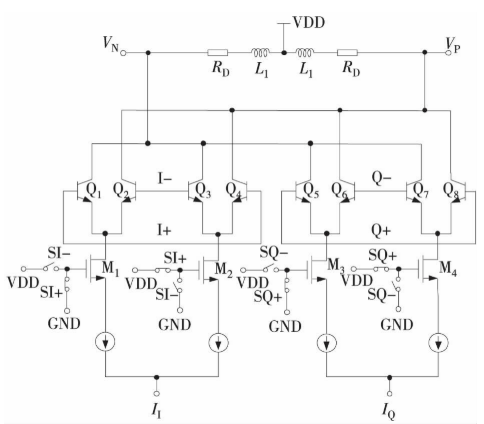 VDD
V_N V_P
R_D L_1 L_1 R_D
Q_1 Q_2 I− Q_3 Q_4 Q_5 Q_6 Q− Q_7 Q_8
I+ Q+
SI− M_1 SI+ M_2 SQ− M_3 SQ+ M_4
VDD SI+ VDD SI− VDD SQ+ VDD SQ−
GND GND GND GND
I_I I_Q